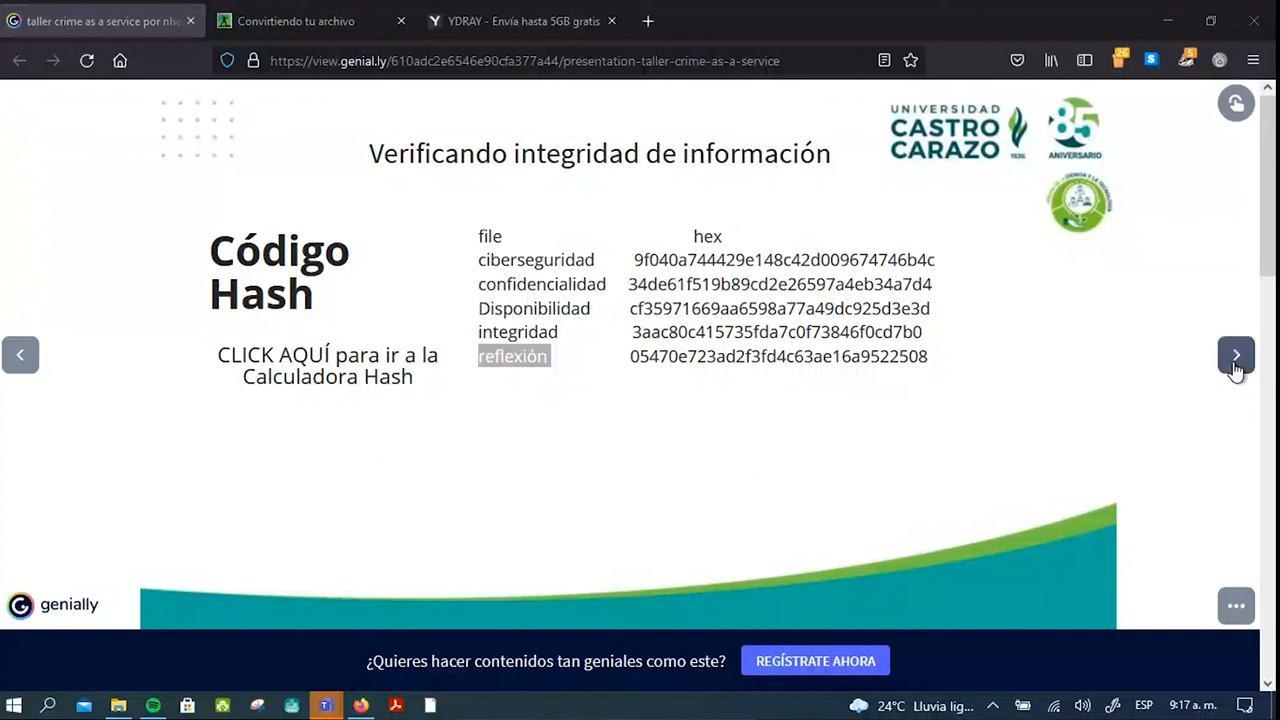 taller crime as a service por nhe
Convirtiendo tu archivo
YDRAY - Envía hasta 5GB gratis
https://view.genial.ly/610adc2e6546e90cfa377a44/presentation-taller-crime-as-a-service
26
5
UNIVERSIDAD
CASTRO
CARAZO
1936
85
ANIVERSARIO
Verificando integridad de información
Código
Hash
CLICK AQUÍ para ir a la
Calculadora Hash
file hex
ciberseguridad 9f040a744429e148c42d009674746b4c
confidencialidad 34de61f519b89cd2e26597a4eb34a7d4
Disponibilidad cf35971669aa6598a77a49dc925d3e3d
integridad 3aac80c415735fda7c0f73846f0cd7b0
reflexión 05470e723ad2f3fd4c63ae16a9522508
genially
¿Quieres hacer contenidos tan geniales como este? REGÍSTRATE AHORA
24°C Lluvia lig... ESP 9:17 a. m.